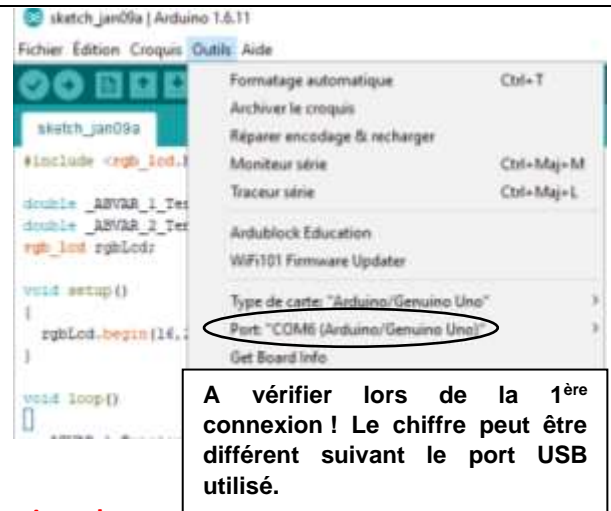 sketch_jan09a | Arduino 1.6.11
Fichier Édition Croquis Outils Aide
Formatage automatique Ctrl+T
Archiver le croquis
sketch_jan09a
Réparer encodage & recharger
#include <rgb_lcd.
Moniteur série Ctrl+Maj+M
Traceur série Ctrl+Maj+L
double _ABVAR_1_Te
double _ABVAR_2_Te
Ardublock Education
rgb_lcd rgbLcd;
WiFi101 Firmware Updater
void setup()
{
Type de carte: "Arduino/Genuino Uno"
rgbLcd.begin(16,
Port: "COM6 (Arduino/Genuino Uno)"
}
Get Board Info
void loop()
A vérifier lors de la 1ère
connexion ! Le chiffre peut être
différent suivant le port USB
utilisé.